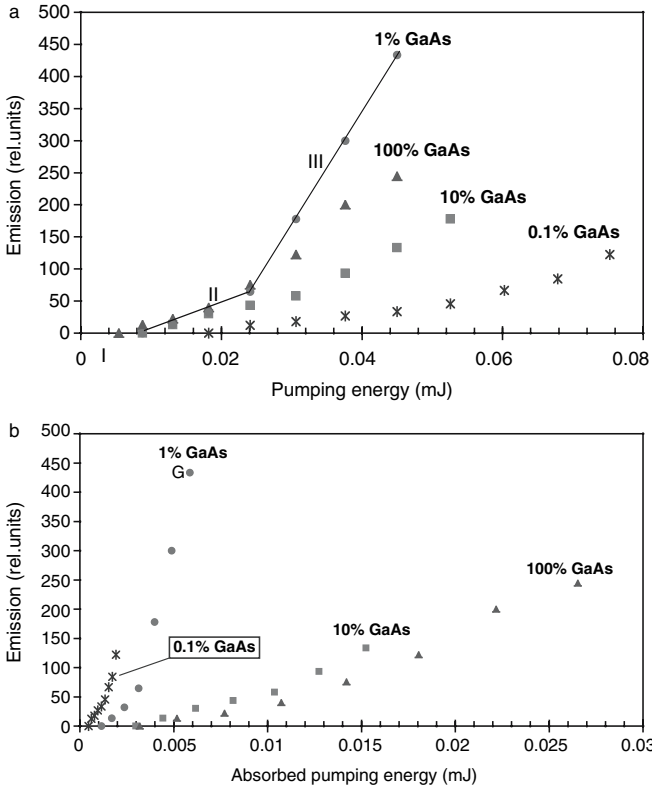 a
500
450
400
350
300
250
200
150
100
50
0
Emission (rel.units)
1% GaAs
III
100% GaAs
10% GaAs
0.1% GaAs
II
I
0 0.02 0.04 0.06 0.08
Pumping energy (mJ)
b
500
450
400
350
300
250
200
150
100
50
0
Emission (rel.units)
1% GaAs
G
100% GaAs
10% GaAs
0.1% GaAs
0 0.005 0.01 0.015 0.02 0.025 0.03
Absorbed pumping energy (mJ)